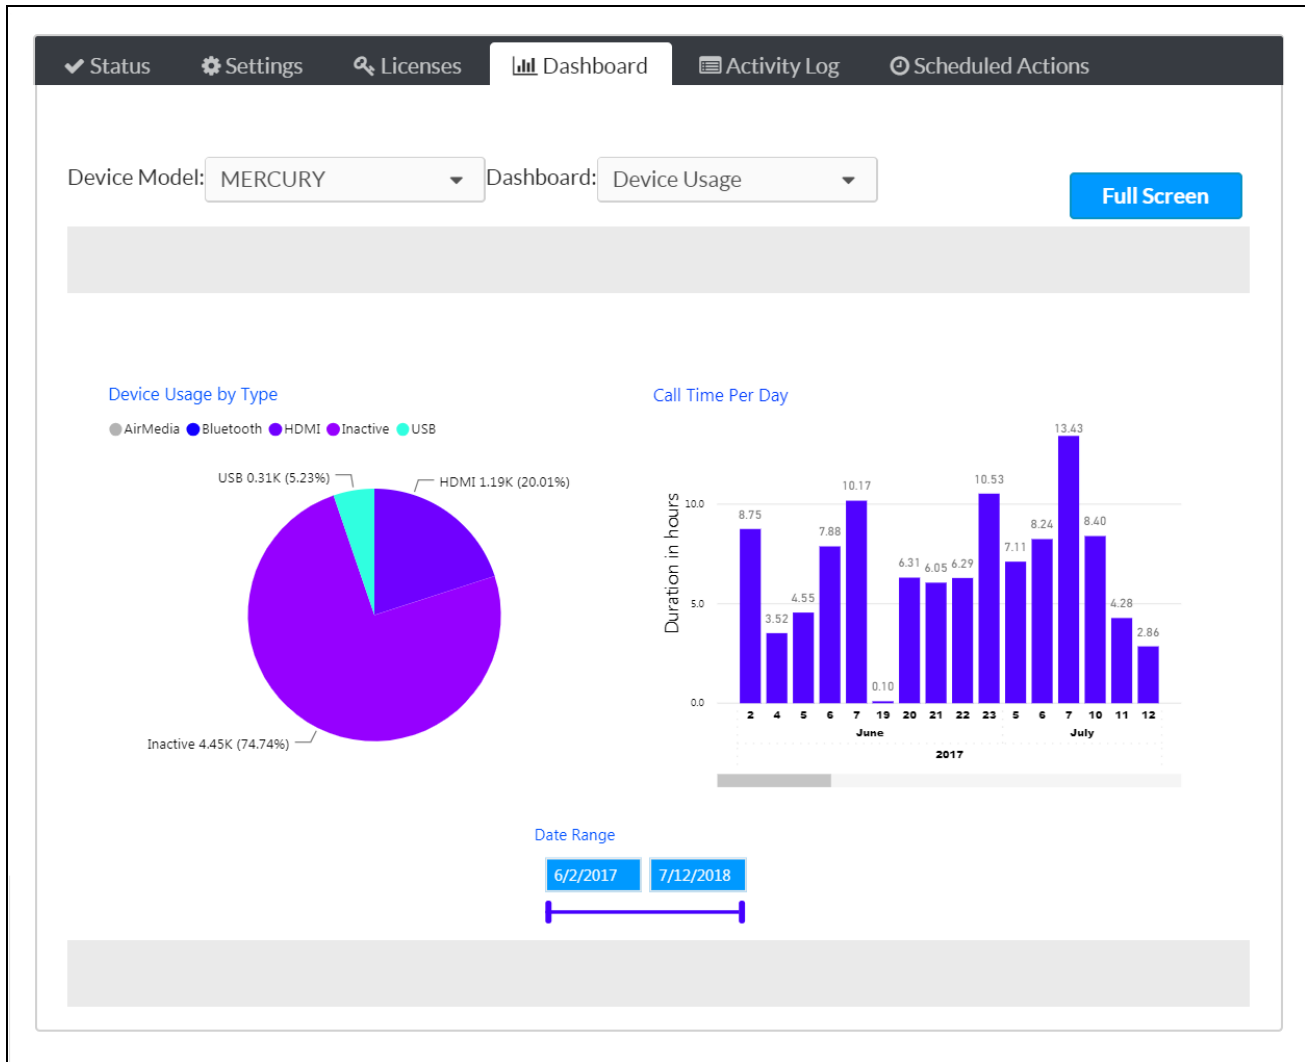 Status Settings Licenses Dashboard Activity Log Scheduled Actions
Device Model: MERCURY Dashboard: Device Usage
Full Screen
Device Usage by Type
AirMedia Bluetooth HDMI Inactive USB
USB 0.31K (5.23%)
HDMI 1.19K (20.01%)
Inactive 4.45K (74.74%)
Call Time Per Day
Duration in hours
10.0
5.0
0.0
8.75 3.52 4.55 7.88 10.17 0.10 6.31 6.05 6.29 10.53 7.11 8.24 13.43 8.40 4.28 2.86
2 4 5 6 7 19 20 21 22 23 5 6 7 10 11 12
June July
2017
Date Range
6/2/2017 7/12/2018